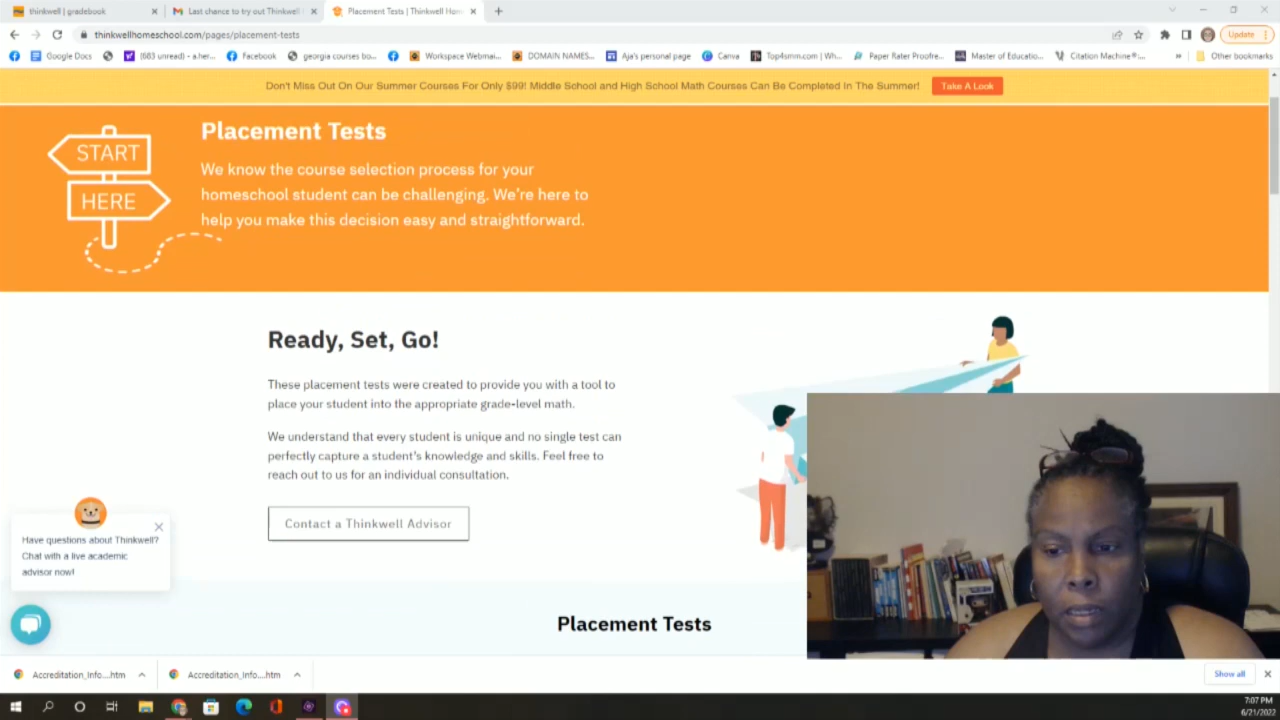 thinkwell | gradebook
Last chance to try out Thinkwell
Placement Tests | Thinkwell Hom
thinkwellhomeschool.com/pages/placement-tests
Update
Google Docs
(683 unread) - a.her...
Facebook
georgia courses bo...
Workspace Webmai...
DOMAIN NAMES...
Aja's personal page
Canva
Top4smm.com | Wh...
Paper Rater Proofre...
Master of Educatio...
Citation Machine®...
»
Other bookmarks
Don't Miss Out On Our Summer Courses For Only $99! Middle School and High School Math Courses Can Be Completed In The Summer!
Take A Look
START
HERE
Placement Tests
We know the course selection process for your
homeschool student can be challenging. We're here to
help you make this decision easy and straightforward.
Ready, Set, Go!
These placement tests were created to provide you with a tool to
place your student into the appropriate grade-level math.
We understand that every student is unique and no single test can
perfectly capture a student's knowledge and skills. Feel free to
reach out to us for an individual consultation.
Contact a Thinkwell Advisor
Have questions about Thinkwell?
Chat with a live academic
advisor now!
Placement Tests
Accreditation_Info....htm
Accreditation_Info....htm
Show all
7:07 PM
6/21/2022